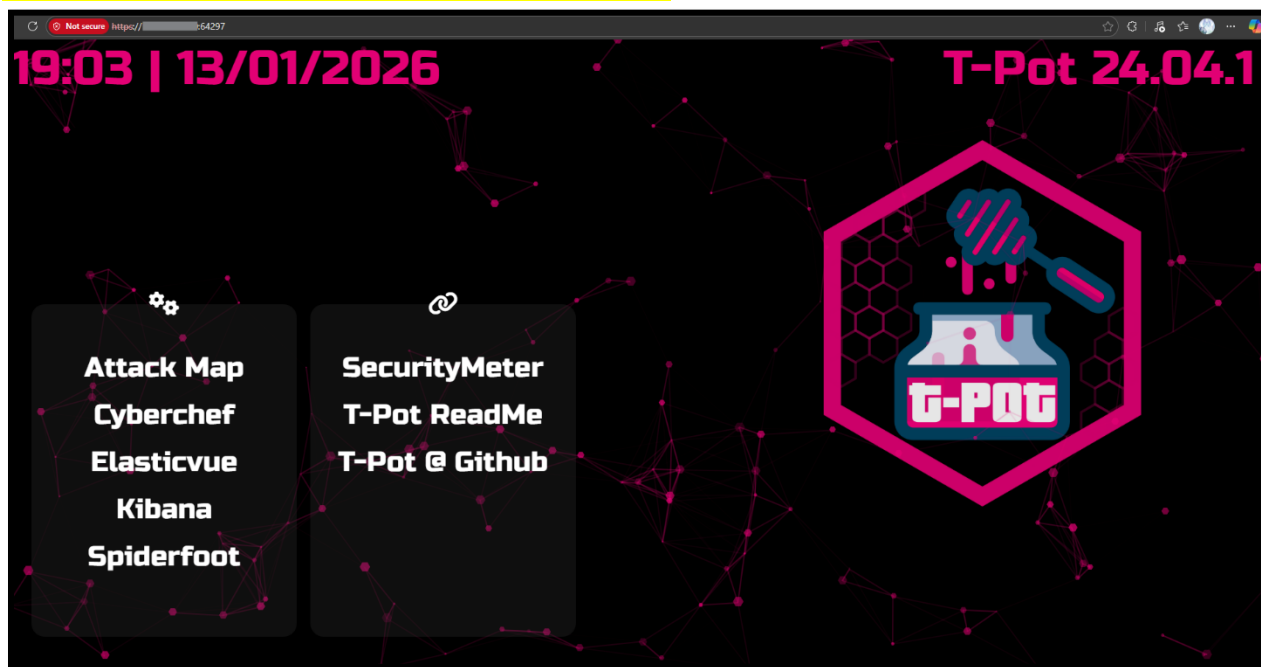 Not secure https:// :64297
19:03 | 13/01/2026
T-Pot 24.04.1
Attack Map
Cyberchef
Elasticvue
Kibana
Spiderfoot
SecurityMeter
T-Pot ReadMe
T-Pot @ Github
t-pot